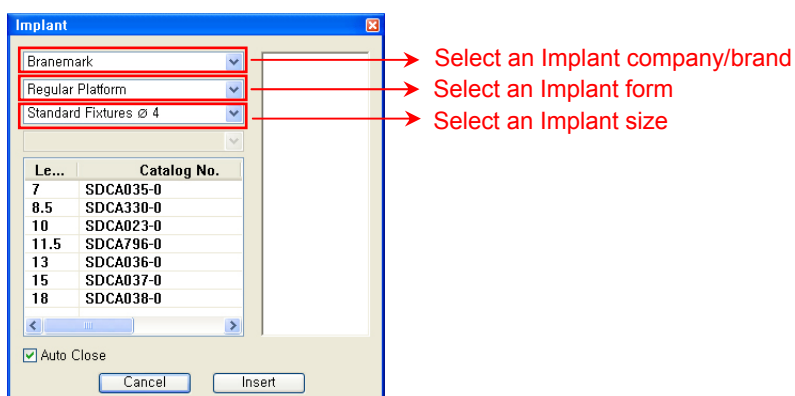 Implant
Branemark
Select an Implant company/brand
Regular Platform
Select an Implant form
Standard Fixtures ⌀ 4
Select an Implant size
Le... Catalog No.
7 SDCA035-0
8.5 SDCA330-0
10 SDCA023-0
11.5 SDCA796-0
13 SDCA036-0
15 SDCA037-0
18 SDCA038-0
Auto Close
Cancel Insert